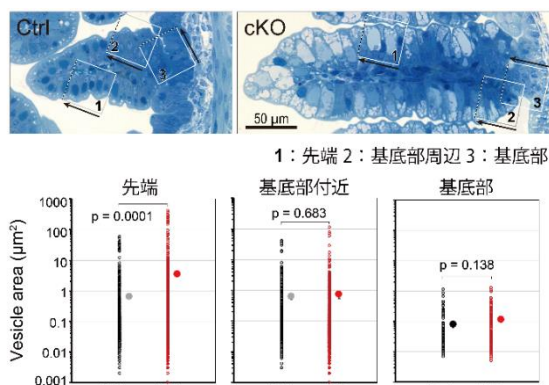 Ctrl
cKO
1
2
3
1
2
3
50 μm
1：先端 2：基底部周辺 3：基底部
先端
基底部付近
基底部
Vesicle area (μm²)
1000
100
10
1
0.1
0.01
0.001
p = 0.0001
p = 0.683
p = 0.138